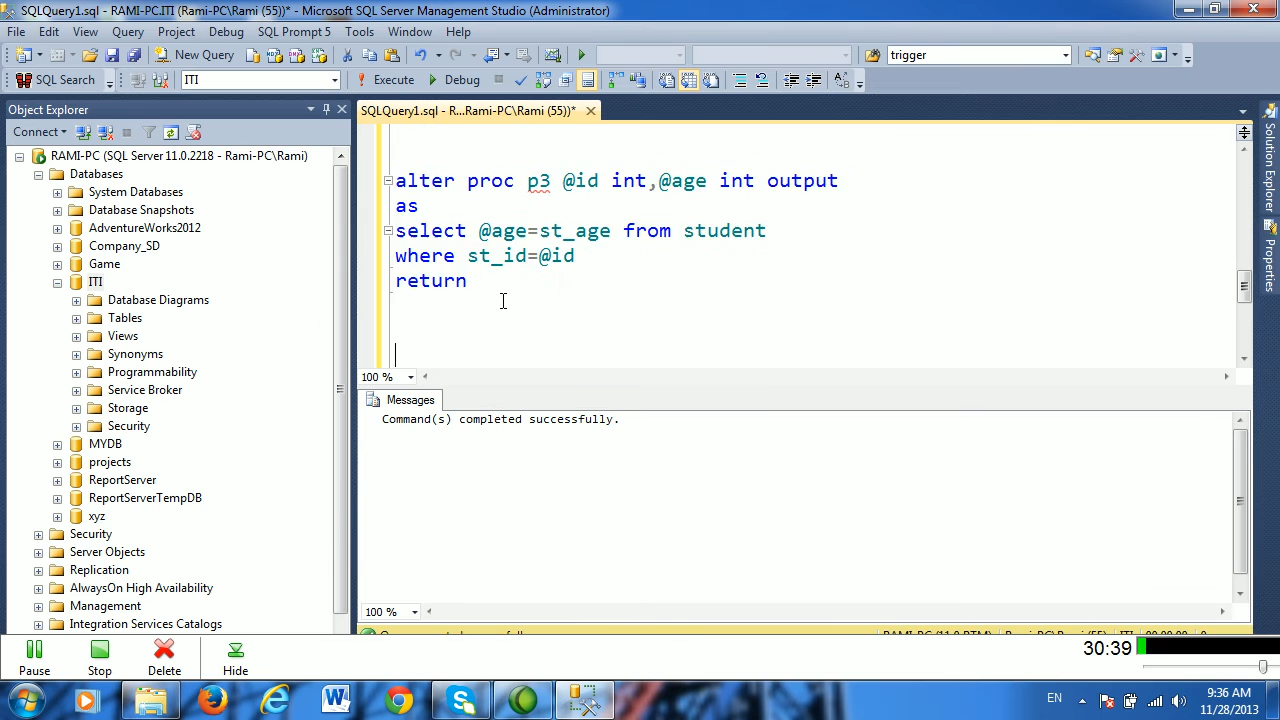 SQLQuery1.sql - RAMI-PC.ITI (Rami-PC\Rami (55))* - Microsoft SQL Server Management Studio (Administrator)
File Edit View Query Project Debug SQL Prompt 5 Tools Window Help
New Query trigger
SQL Search ITI Execute Debug
Object Explorer
Connect
RAMI-PC (SQL Server 11.0.2218 - Rami-PC\Rami)
Databases
System Databases
Database Snapshots
AdventureWorks2012
Company_SD
Game
ITI
Database Diagrams
Tables
Views
Synonyms
Programmability
Service Broker
Storage
Security
MYDB
projects
ReportServer
ReportServerTempDB
xyz
Security
Server Objects
Replication
AlwaysOn High Availability
Management
Integration Services Catalogs
SQLQuery1.sql - R...Rami-PC\Rami (55))*
alter proc p3 @id int,@age int output
as
select @age=st_age from student
where st_id=@id
return
100 %
Messages
Command(s) completed successfully.
100 %
Solution Explorer
Properties
Pause Stop Delete Hide
30:39
EN
9:36 AM
11/28/2013